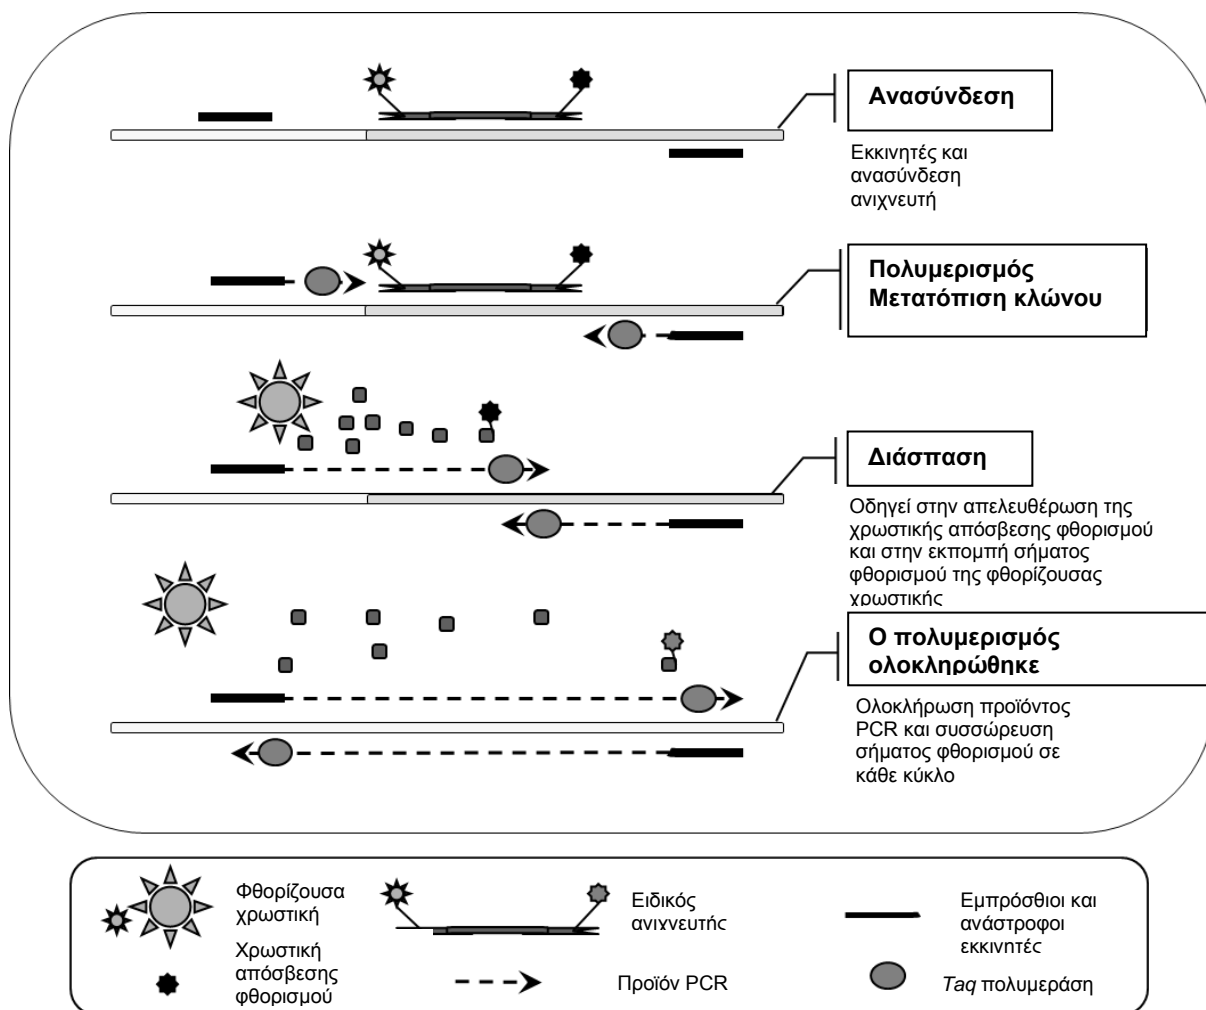 Ανασύνδεση
Εκκινητές και
ανασύνδεση
ανιχνευτή
Πολυμερισμός
Μετατόπιση κλώνου
Διάσπαση
Οδηγεί στην απελευθέρωση της
χρωστικής απόσβεσης φθορισμού
και στην εκπομπή σήματος
φθορισμού της φθορίζουσας
χρωστικής
Ο πολυμερισμός
ολοκληρώθηκε
Ολοκλήρωση προϊόντος
PCR και συσσώρευση
σήματος φθορισμού σε
κάθε κύκλο
Φθορίζουσα
χρωστική
Χρωστική
απόσβεσης
φθορισμού
Ειδικός
ανιχνευτής
Προϊόν PCR
Εμπρόσθιοι και
ανάστροφοι
εκκινητές
Taq πολυμεράση